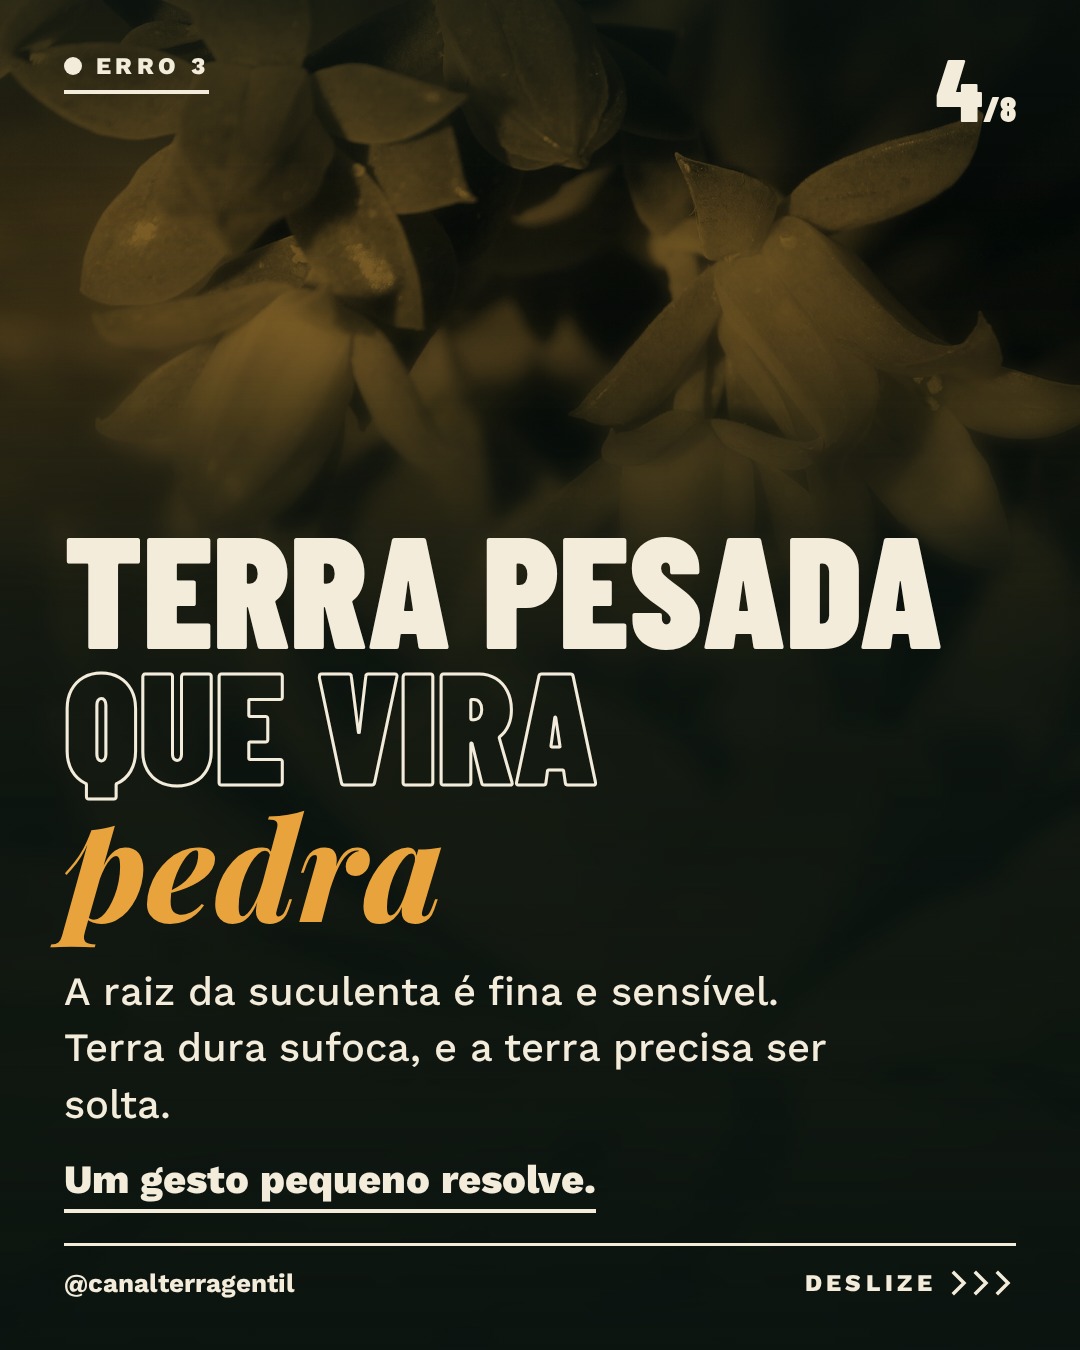 ERRO 3
4/8
TERRA PESADA
QUE VIRA
pedra
A raiz da suculenta é fina e sensível.
Terra dura sufoca, e a terra precisa ser
solta.
Um gesto pequeno resolve.
@canalterragentil
DESLIZE